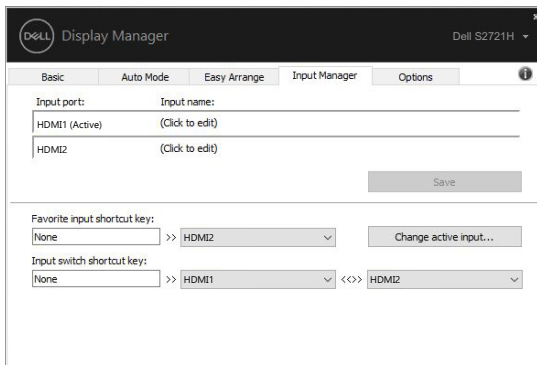 DELL Display Manager Dell S2721H
Basic Auto Mode Easy Arrange Input Manager Options
Input port: Input name:
HDMI1 (Active) (Click to edit)
HDMI2 (Click to edit)
Save
Favorite input shortcut key:
None >> HDMI2 Change active input...
Input switch shortcut key:
None >> HDMI1 <<>> HDMI2